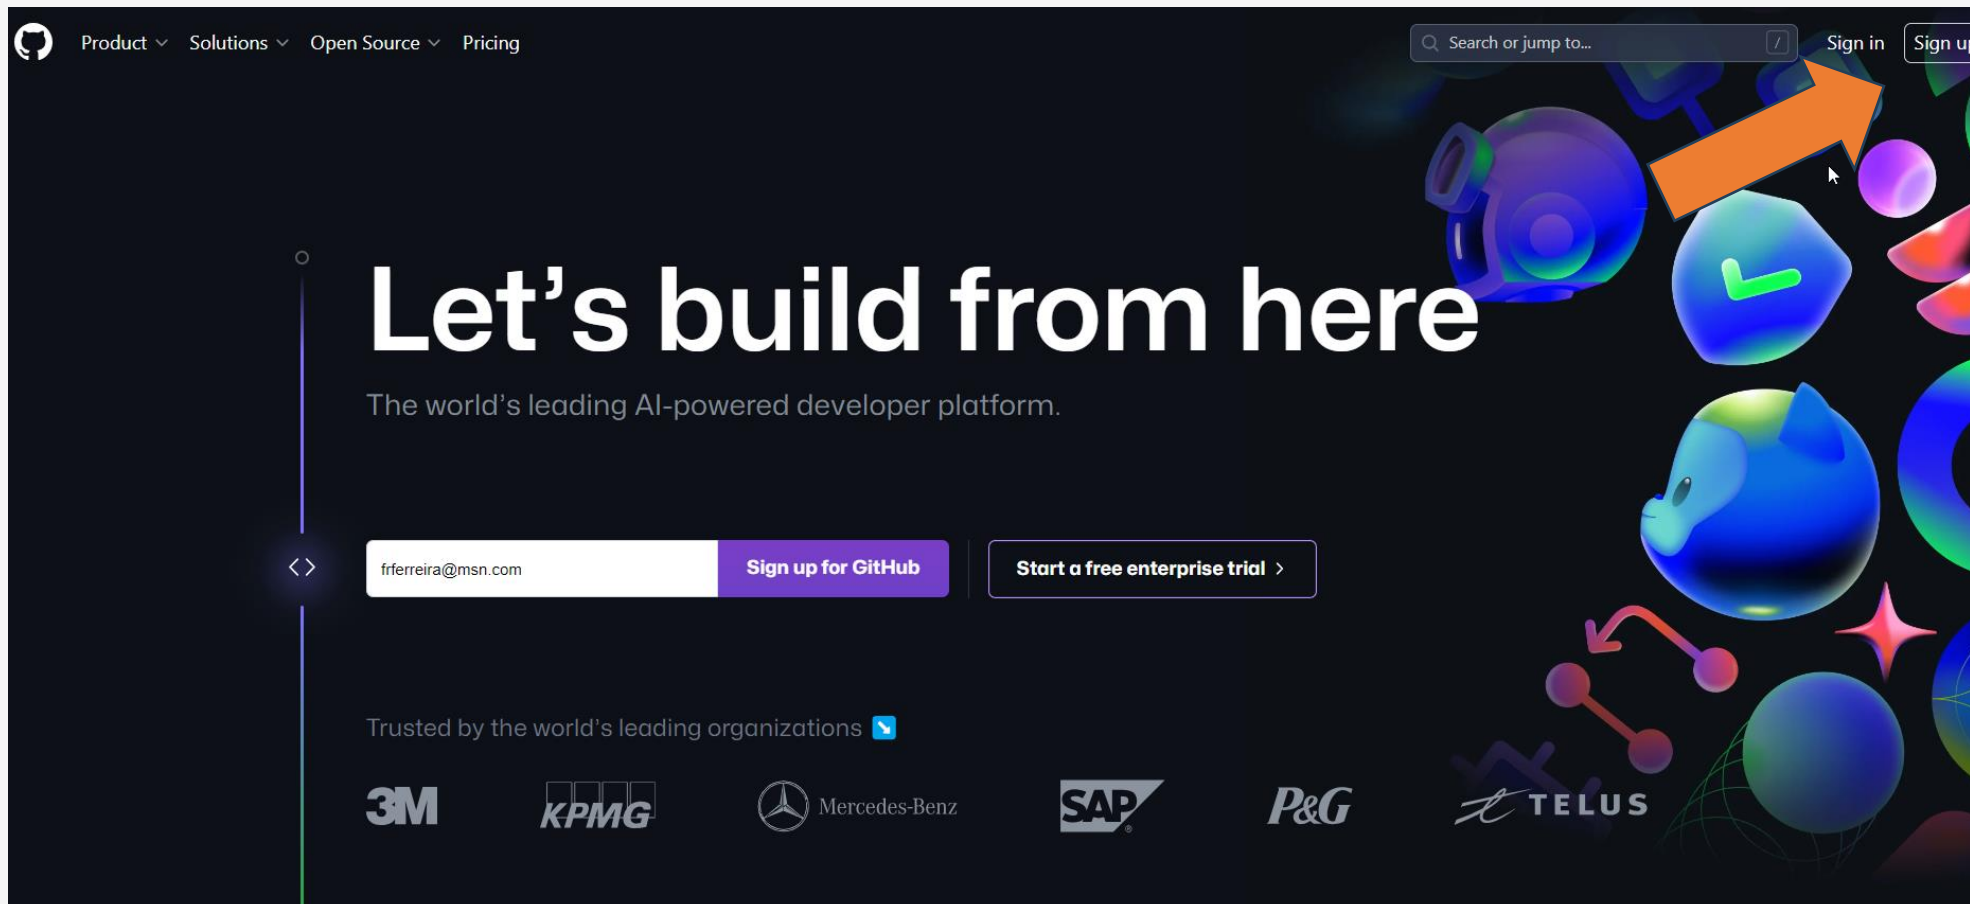 Product Solutions Open Source Pricing Search or jump to... / Sign in Sign up
Let's build from here
The world's leading AI-powered developer platform.
frferreira@msn.com Sign up for GitHub Start a free enterprise trial
Trusted by the world's leading organizations
3M KPMG Mercedes-Benz SAP® P&G TELUS